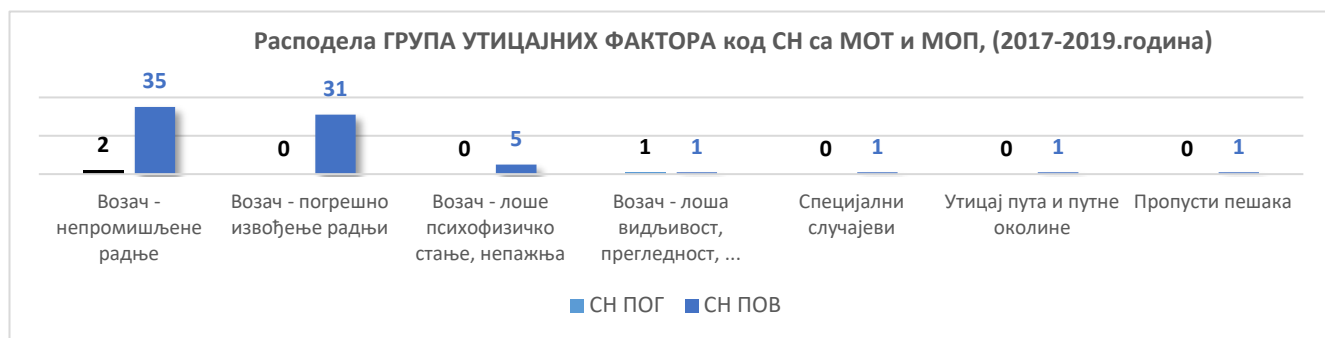 Расподела ГРУПА УТИЦАЈНИХ ФАКТОРА код СН са МОТ и МОП, (2017-2019.година)
2 35 0 31 0 5 1 1 0 1 0 1 0 1
Возач - непромишљене радње
Возач - погрешно извођење радњи
Возач - лоше психофизичко стање, непажња
Возач - лоша видљивост, прегледност, ...
Специјални случајеви
Утицај пута и путне околине
Пропусти пешака
СН ПОГ СН ПОВ